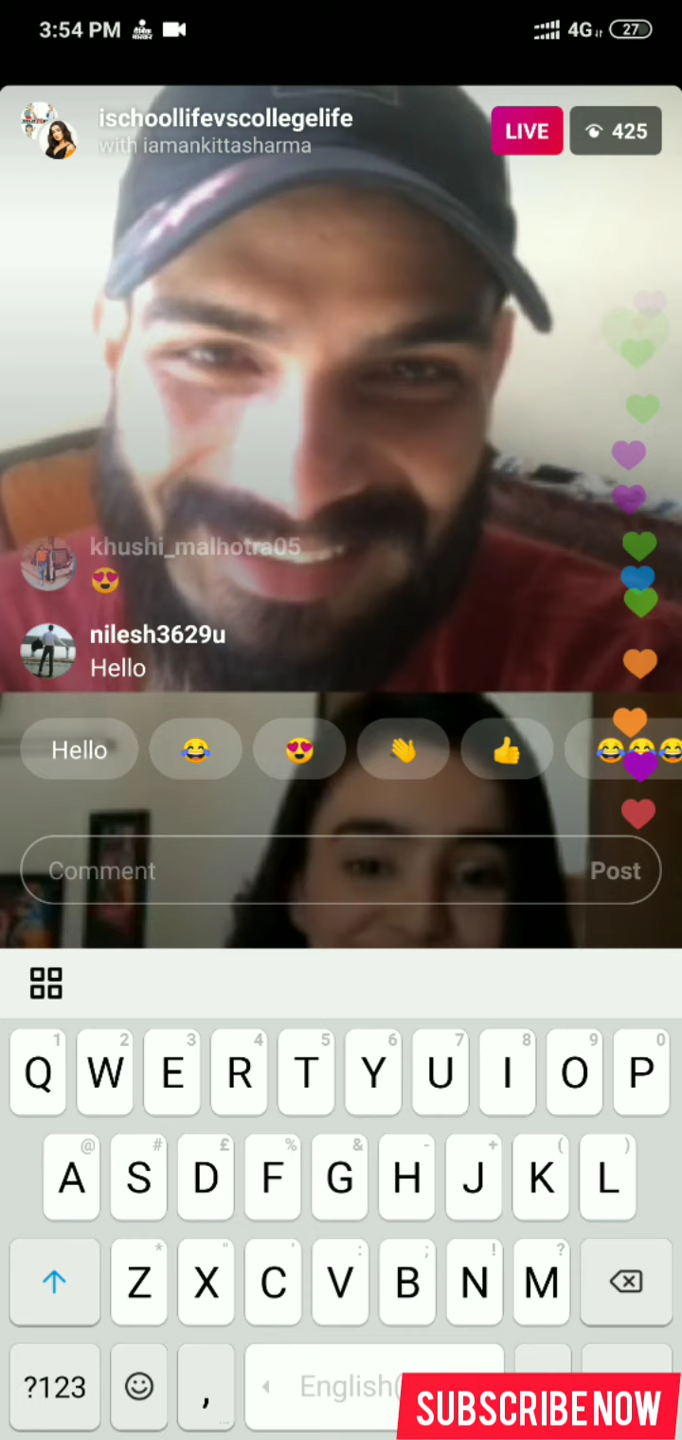 3:54 PM
4G
27
ischoollifevscollegelife
with iamankittasharma
LIVE
425
khushi_malhotra05
😍
nilesh3629u
Hello
Hello 😂 😍 👋 👍 😂😂😂
Comment
Post
1 2 3 4 5 6 7 8 9 0
Q W E R T Y U I O P
@ # £ % & - + ( )
A S D F G H J K L
* " ' : ; ! ?
Z X C V B N M
?123 , English(
SUBSCRIBE NOW